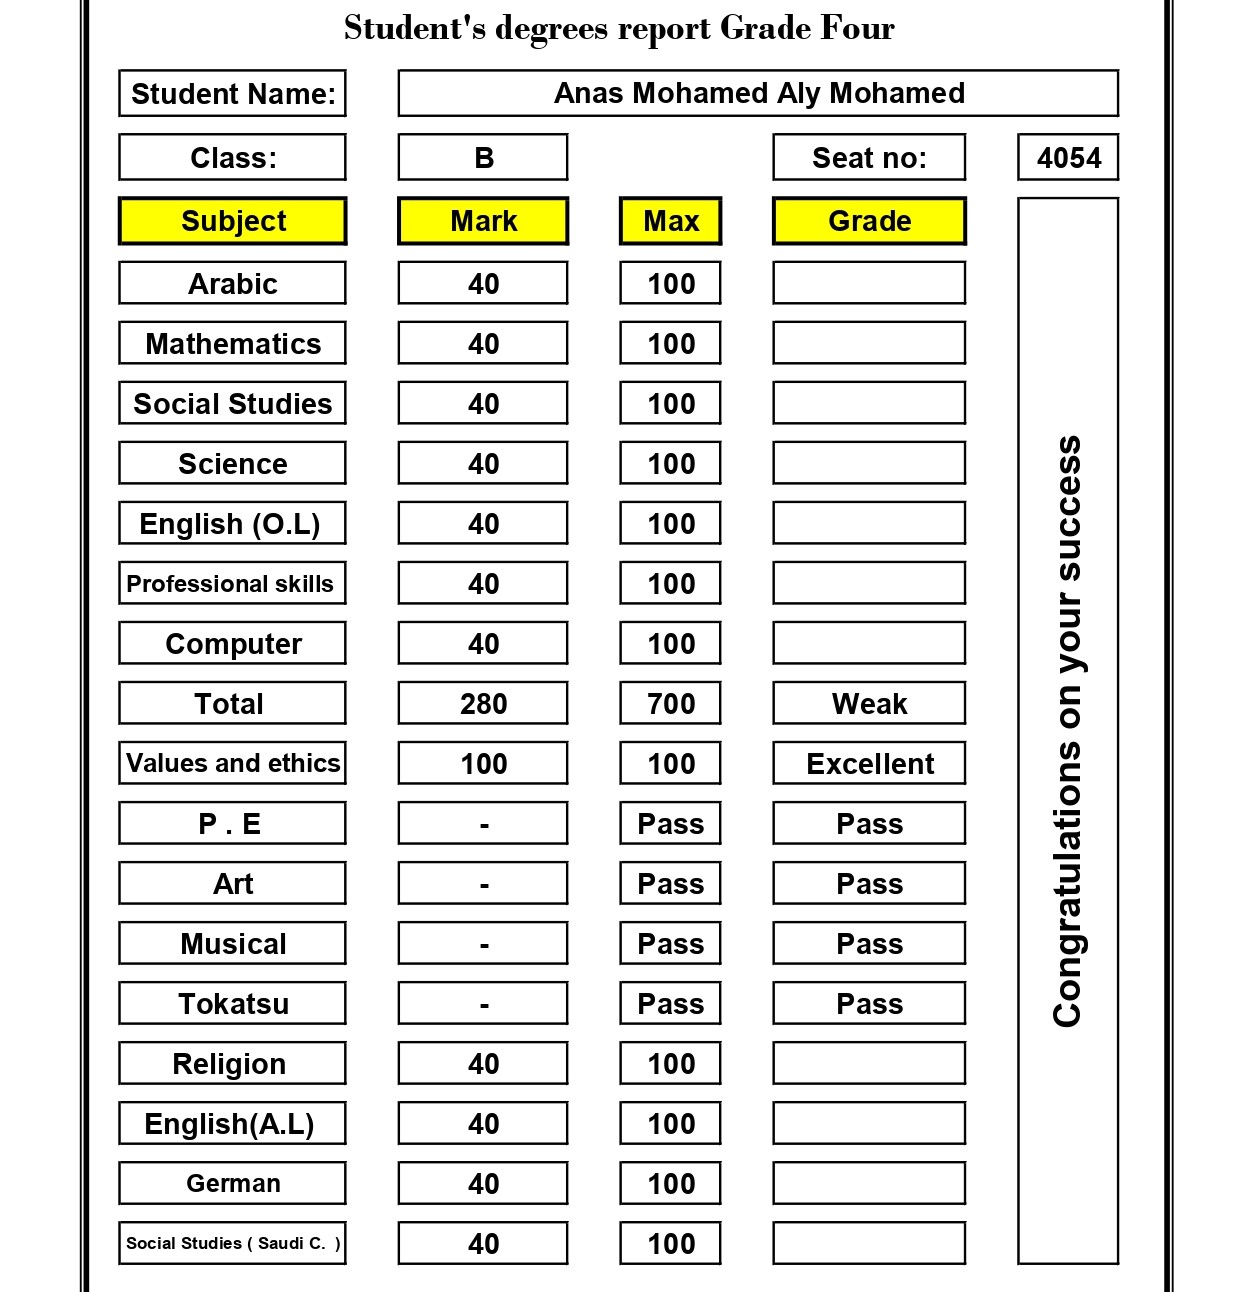 Student's degrees report Grade Four
Student Name: Anas Mohamed Aly Mohamed
Class: B Seat no: 4054
Subject Mark Max Grade
Arabic 40 100
Mathematics 40 100
Social Studies 40 100
Science 40 100
English (O.L) 40 100
Professional skills 40 100
Computer 40 100
Total 280 700 Weak
Values and ethics 100 100 Excellent
P . E - Pass Pass
Art - Pass Pass
Musical - Pass Pass
Tokatsu - Pass Pass
Religion 40 100
English(A.L) 40 100
German 40 100
Social Studies ( Saudi C. ) 40 100
Congratulations on your success